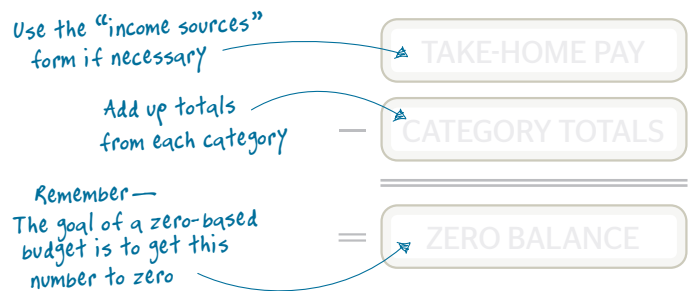 Use the “income sources”
form if necessary
TAKE-HOME PAY
Add up totals
from each category
— CATEGORY TOTALS
Remember—
The goal of a zero-based
budget is to get this
number to zero
= ZERO BALANCE